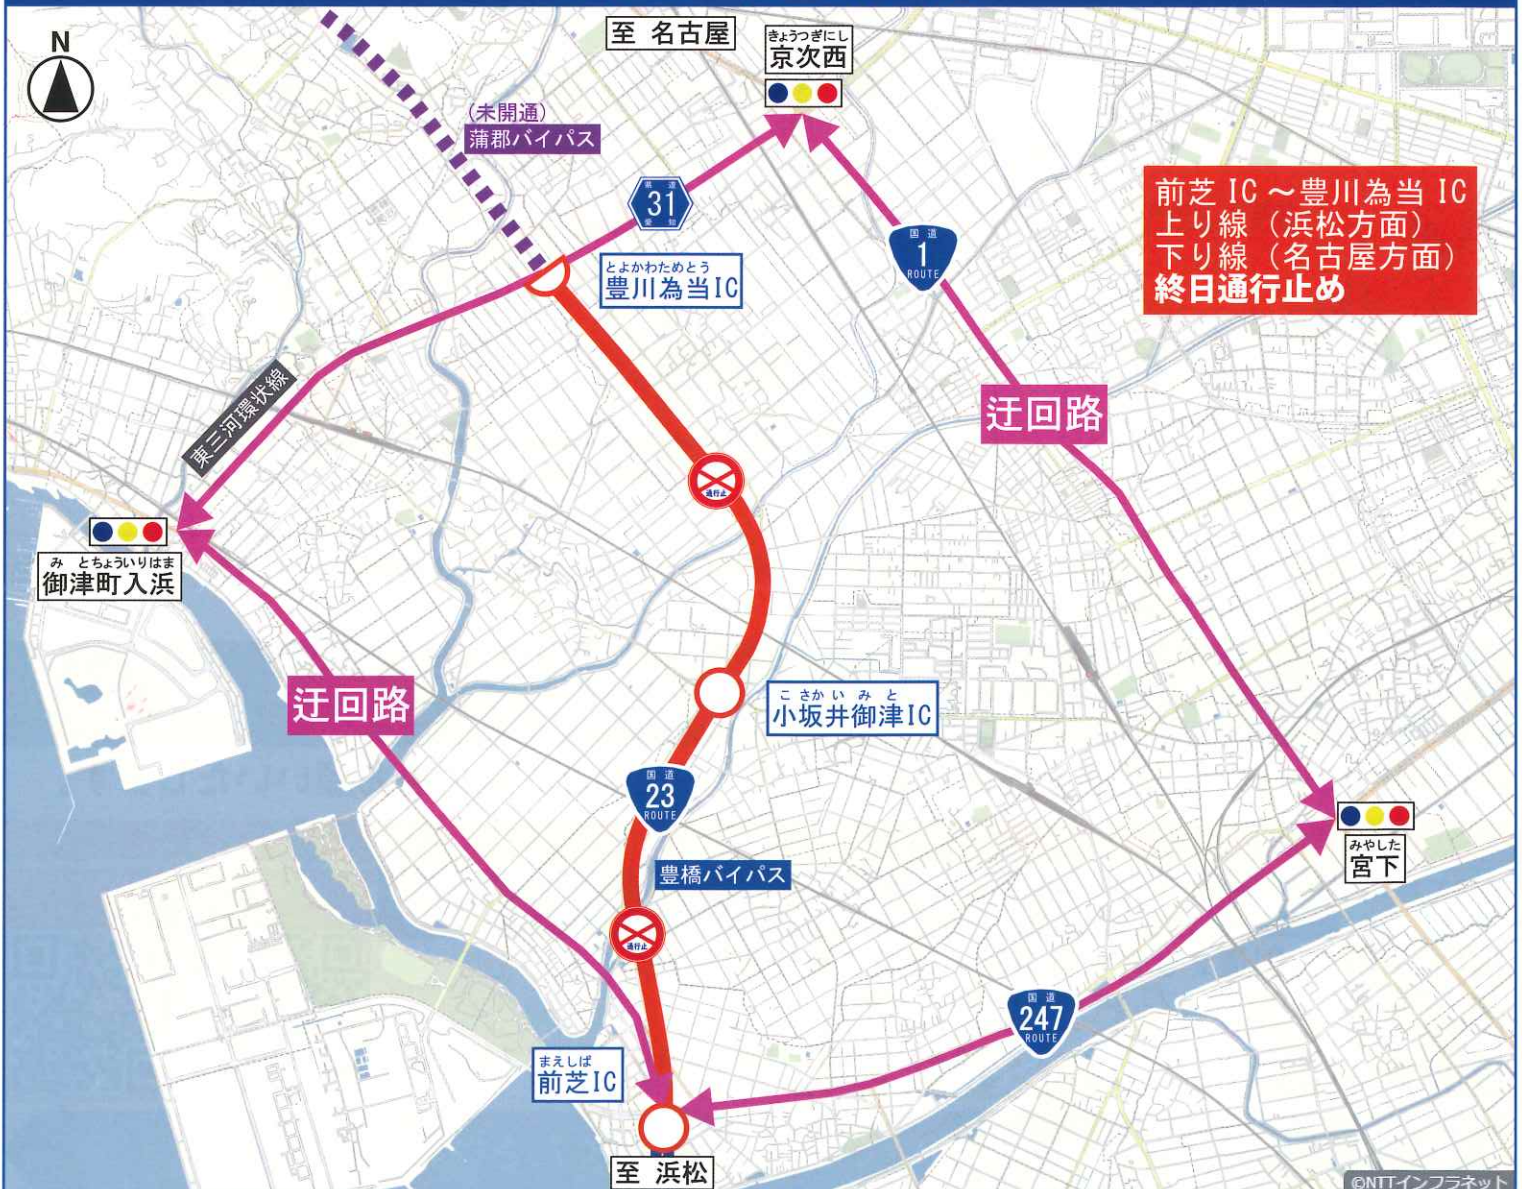 N
至 名古屋
きょうつぎにし
京次西
(未開通)
蒲郡バイパス
県道
31
愛知
とよかわためとう
豊川為当IC
国道
1
ROUTE
前芝 IC ～豊川為当 IC
上り線（浜松方面）
下り線（名古屋方面）
終日通行止め
迂回路
東三河環状線
通行止
み とちょういりはま
御津町入浜
迂回路
こ さか い み と
小坂井御津IC
国道
23
ROUTE
豊橋バイパス
みやした
宮下
通行止
国道
247
ROUTE
まえしば
前芝IC
至 浜松
©NTTインフラネット